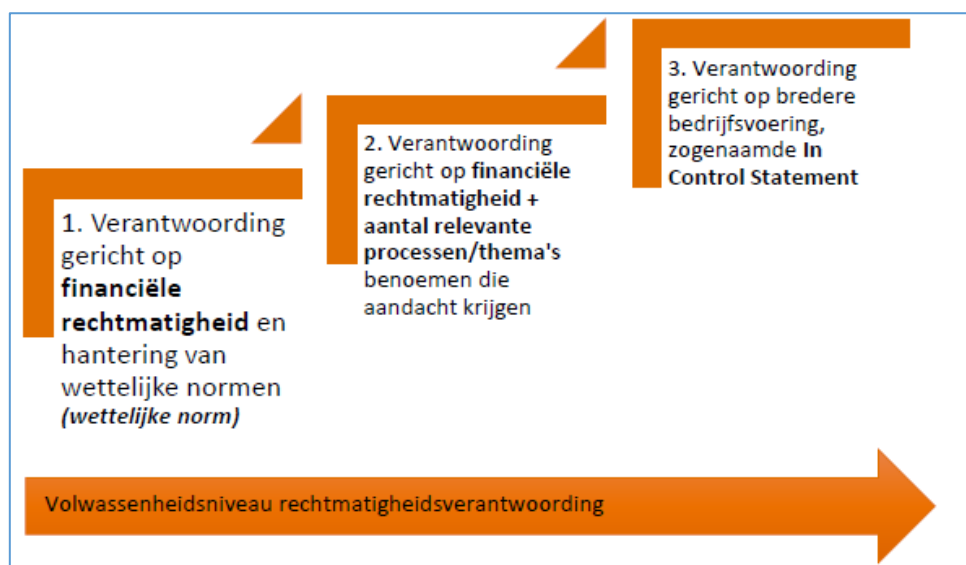 1. Verantwoording
gericht op
financiële
rechtmatigheid en
hantering van
wettelijke normen
(wettelijke norm)
2. Verantwoording
gericht op financiële
rechtmatigheid +
aantal relevante
processen/thema's
benoemen die
aandacht krijgen
3. Verantwoording
gericht op bredere
bedrijfsvoering,
zogenaamde In
Control Statement
Volwassenheidsniveau rechtmatigheidsverantwoording